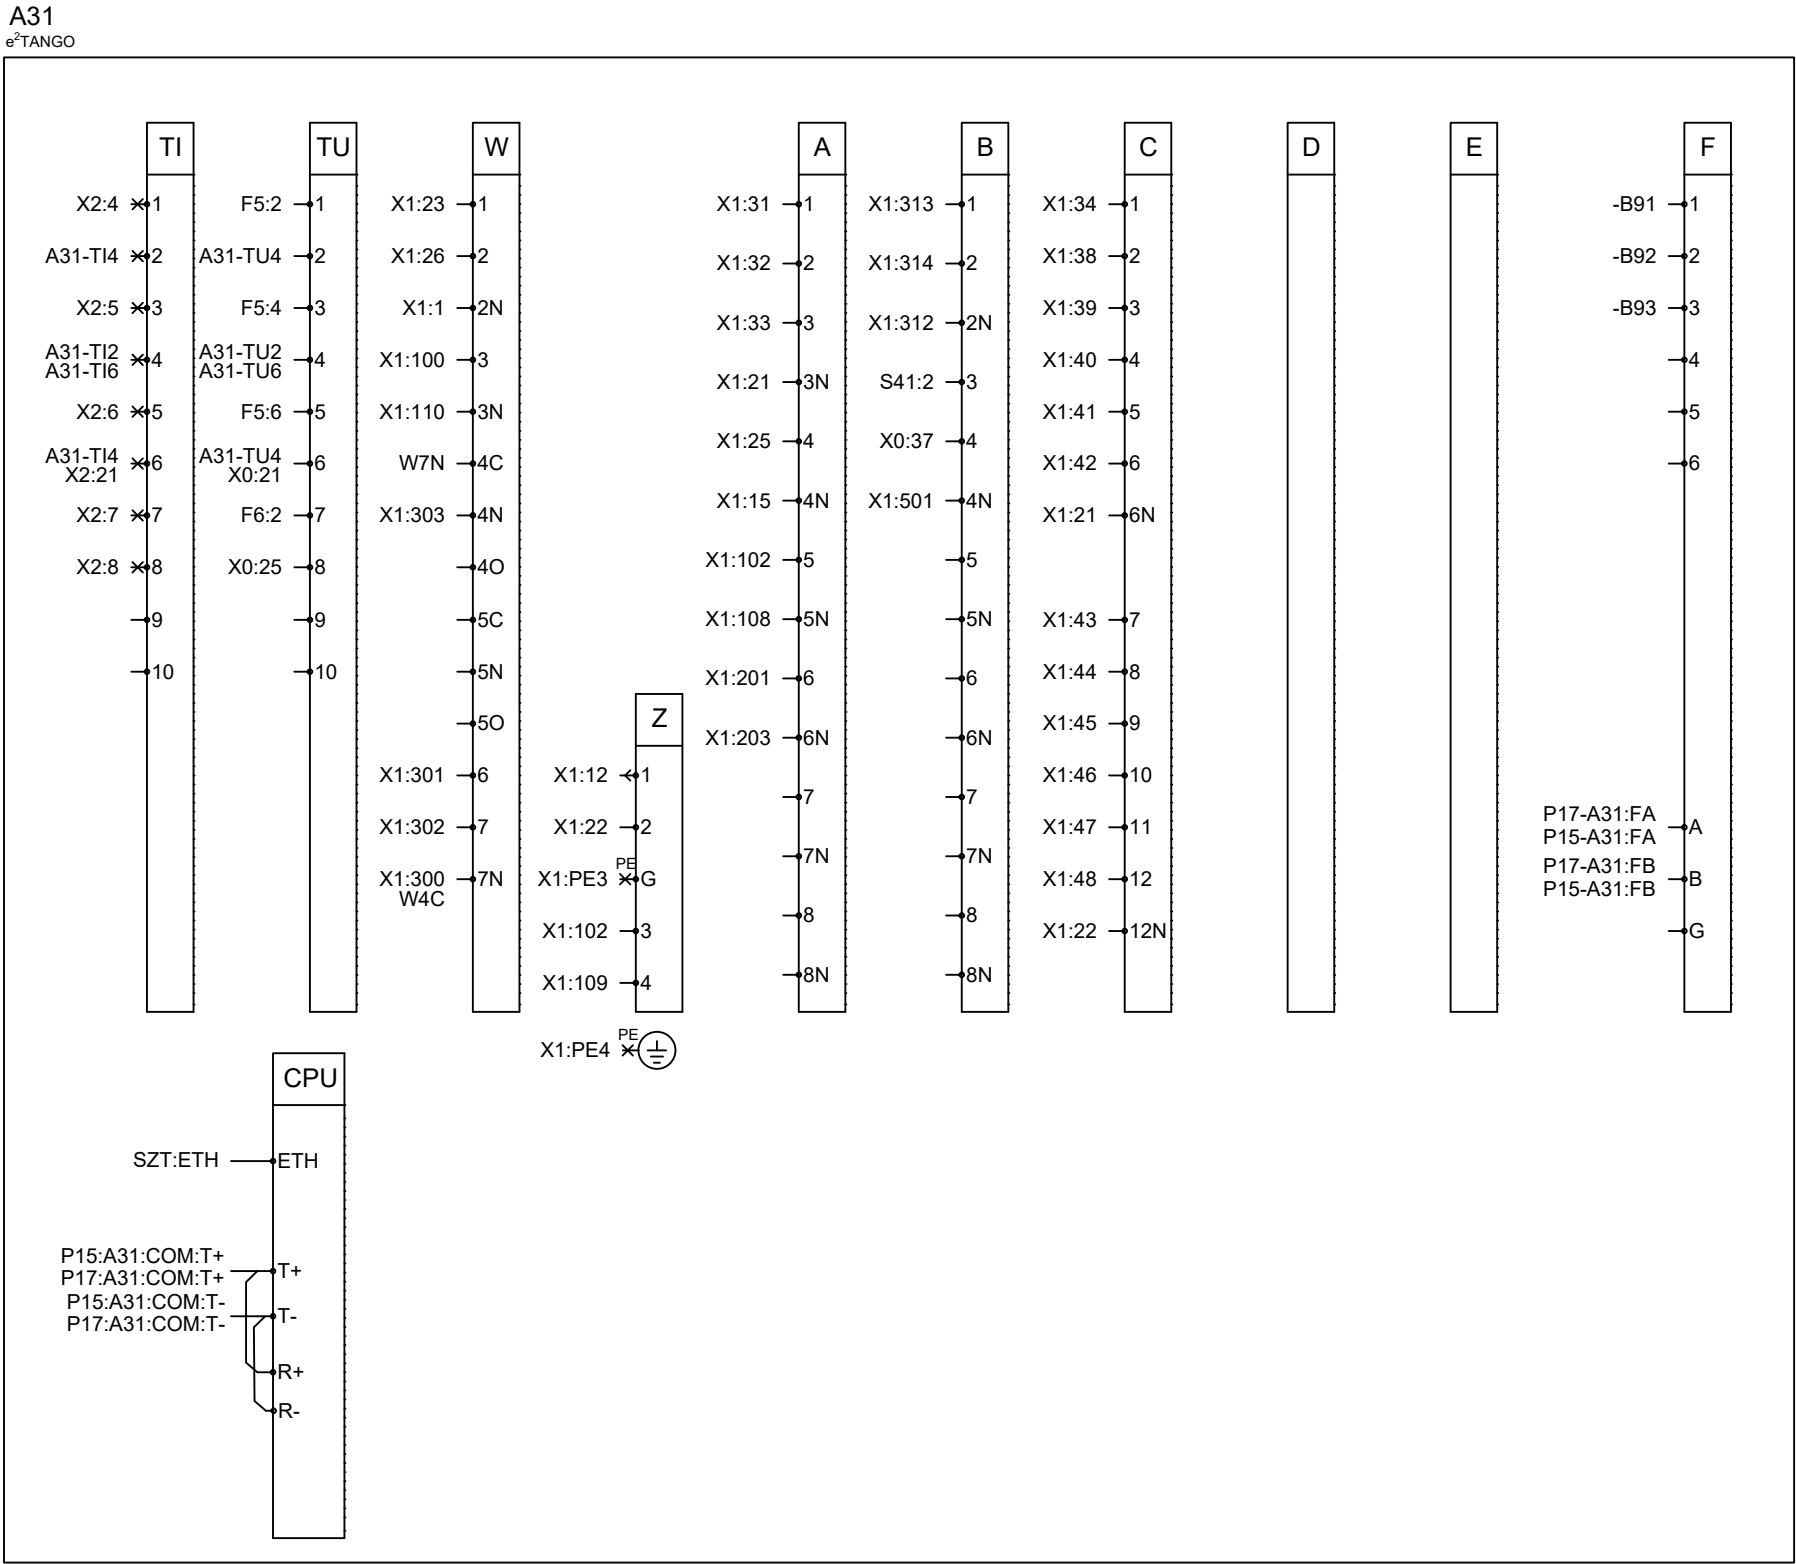 A31
e²TANGO
TI
X2:4 1
A31-TI4 2
X2:5 3
A31-TI2
A31-TI6 4
X2:6 5
A31-TI4
X2:21 6
X2:7 7
X2:8 8
9
10
TU
F5:2 1
A31-TU4 2
F5:4 3
A31-TU2
A31-TU6 4
F5:6 5
A31-TU4
X0:21 6
F6:2 7
X0:25 8
9
10
W
X1:23 1
X1:26 2
X1:1 2N
X1:100 3
X1:110 3N
W7N 4C
X1:303 4N
4O
5C
5N
5O
X1:301 6
X1:302 7
X1:300 7N
W4C
Z
X1:12 1
X1:22 2
PE
X1:PE3 G
X1:102 3
X1:109 4
PE
X1:PE4
A
X1:31 1
X1:32 2
X1:33 3
X1:21 3N
X1:25 4
X1:15 4N
X1:102 5
X1:108 5N
X1:201 6
X1:203 6N
7
7N
8
8N
B
X1:313 1
X1:314 2
X1:312 2N
S41:2 3
X0:37 4
X1:501 4N
5
5N
6
6N
7
7N
8
8N
C
X1:34 1
X1:38 2
X1:39 3
X1:40 4
X1:41 5
X1:42 6
X1:21 6N
X1:43 7
X1:44 8
X1:45 9
X1:46 10
X1:47 11
X1:48 12
X1:22 12N
D
E
F
-B91 1
-B92 2
-B93 3
4
5
6
P17-A31:FA
P15-A31:FA A
P17-A31:FB
P15-A31:FB B
G
CPU
SZT:ETH ETH
P15:A31:COM:T+
P17:A31:COM:T+ T+
P15:A31:COM:T-
P17:A31:COM:T- T-
R+
R-